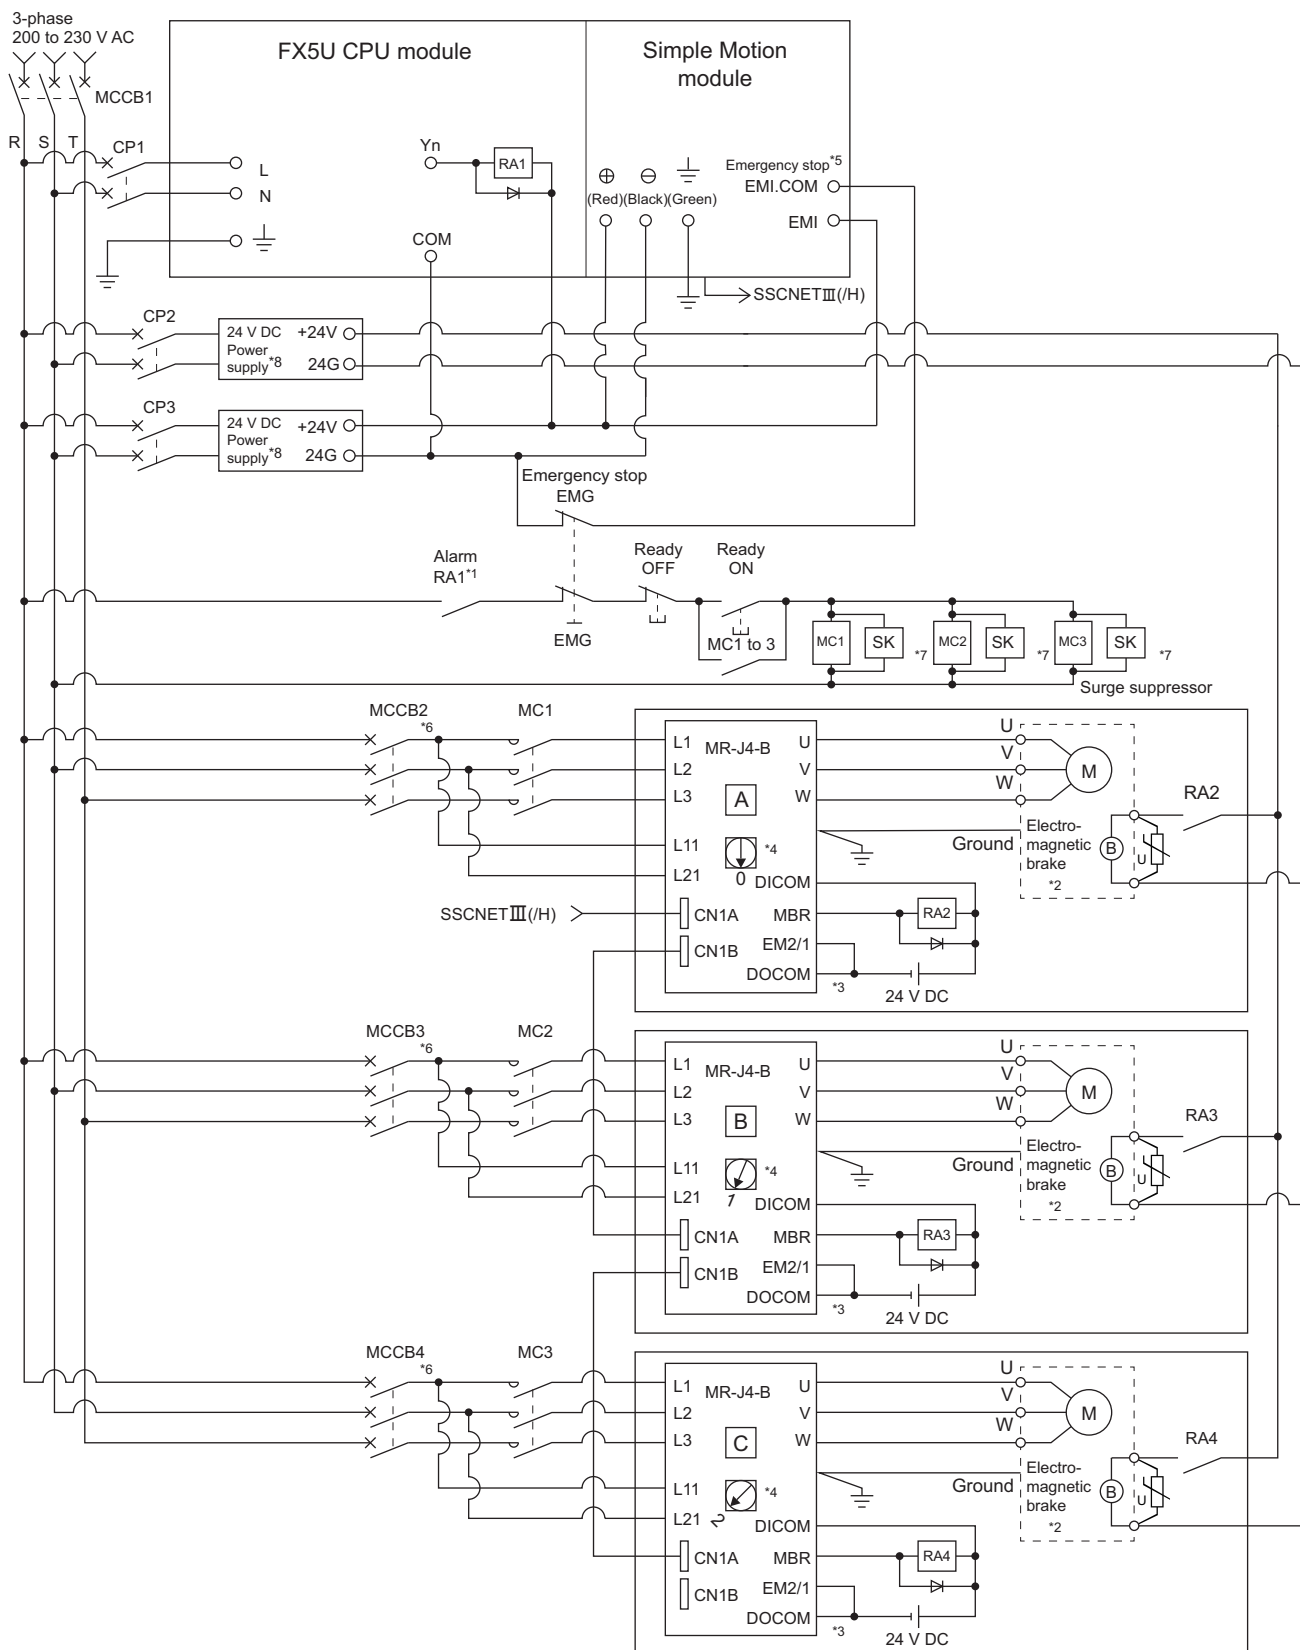 3-phase
200 to 230 V AC
FX5U CPU module
Simple Motion
module
MCCB1
R
S
T
CP1
L
N
Yn
RA1
COM
⊕
⊖
(Red)
(Black)
(Green)
Emergency stop*5
EMI.COM
EMI
SSCNETⅢ(/H)
CP2
24 V DC
Power
supply*8
+24V
24G
CP3
24 V DC
Power
supply*8
+24V
24G
Emergency stop
EMG
Alarm
RA1*1
EMG
Ready
OFF
Ready
ON
MC1 to 3
MC1
SK
*7
MC2
SK
*7
MC3
SK
*7
Surge suppressor
MCCB2
*6
MC1
L1
L2
L3
L11
L21
MR-J4-B
A
*4
0
U
V
W
DICOM
MBR
EM2/1
DOCOM
*3
SSCNETⅢ(/H)
CN1A
CN1B
U
V
W
M
Ground
Electro-
magnetic
brake
*2
B
U
RA2
RA2
24 V DC
MCCB3
*6
MC2
L1
L2
L3
L11
L21
MR-J4-B
B
*4
1
U
V
W
DICOM
MBR
EM2/1
DOCOM
*3
CN1A
CN1B
U
V
W
M
Ground
Electro-
magnetic
brake
*2
B
U
RA3
RA3
24 V DC
MCCB4
*6
MC3
L1
L2
L3
L11
L21
MR-J4-B
C
*4
2
U
V
W
DICOM
MBR
EM2/1
DOCOM
*3
CN1A
CN1B
U
V
W
M
Ground
Electro-
magnetic
brake
*2
B
U
RA4
RA4
24 V DC